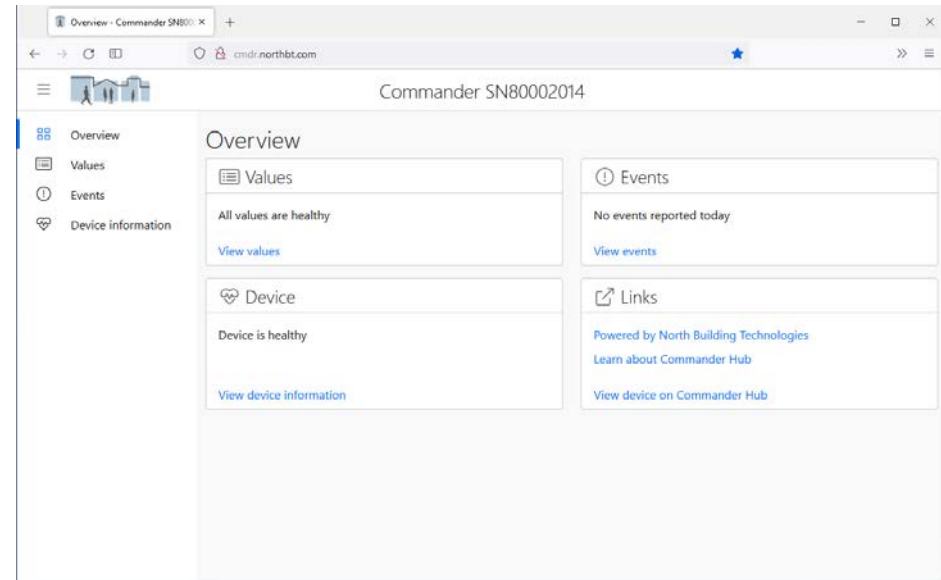 Overview - Commander SN800
cmdr.northbt.com
Commander SN80002014
Overview
Values
Events
Device information
Overview
Values
All values are healthy
View values
Events
No events reported today
View events
Device
Device is healthy
View device information
Links
Powered by North Building Technologies
Learn about Commander Hub
View device on Commander Hub